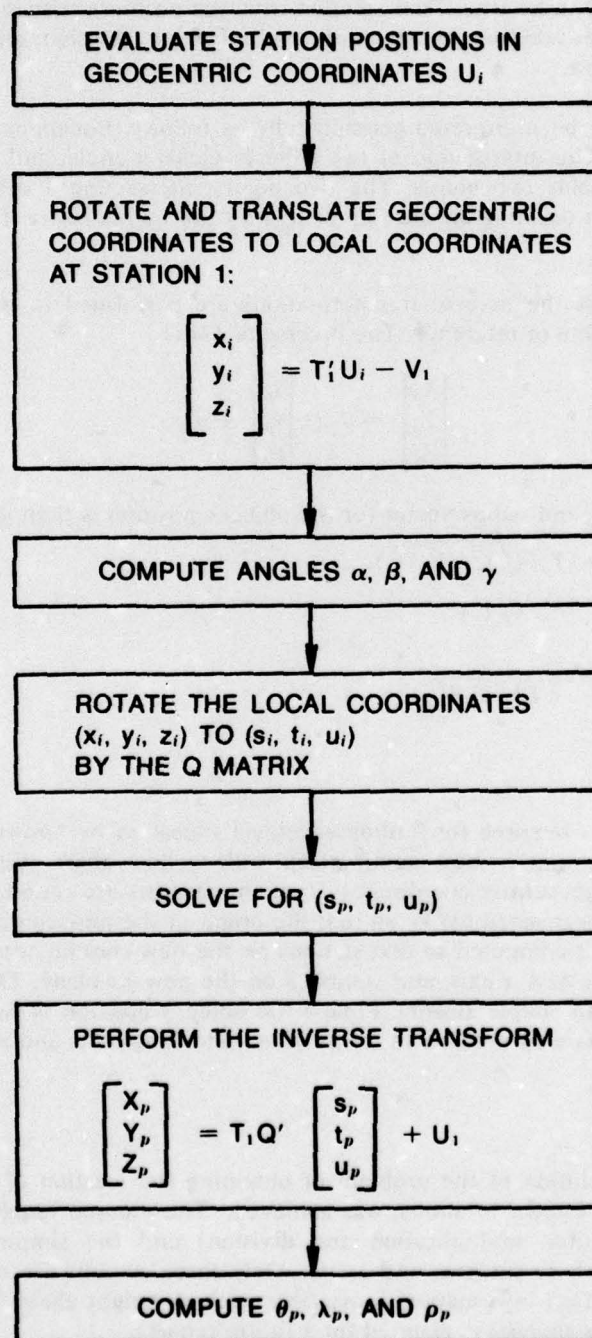 EVALUATE STATION POSITIONS IN
GEOCENTRIC COORDINATES Uᵢ
ROTATE AND TRANSLATE GEOCENTRIC
COORDINATES TO LOCAL COORDINATES
AT STATION 1:
xᵢ
yᵢ = T₁′Uᵢ − V₁
zᵢ
COMPUTE ANGLES α, β, AND γ
ROTATE THE LOCAL COORDINATES
(xᵢ, yᵢ, zᵢ) TO (sᵢ, tᵢ, uᵢ)
BY THE Q MATRIX
SOLVE FOR (sₚ, tₚ, uₚ)
PERFORM THE INVERSE TRANSFORM
Xₚ sₚ
Yₚ = T₁Q′ tₚ + U₁
Zₚ uₚ
COMPUTE θₚ, λₚ, AND ρₚ